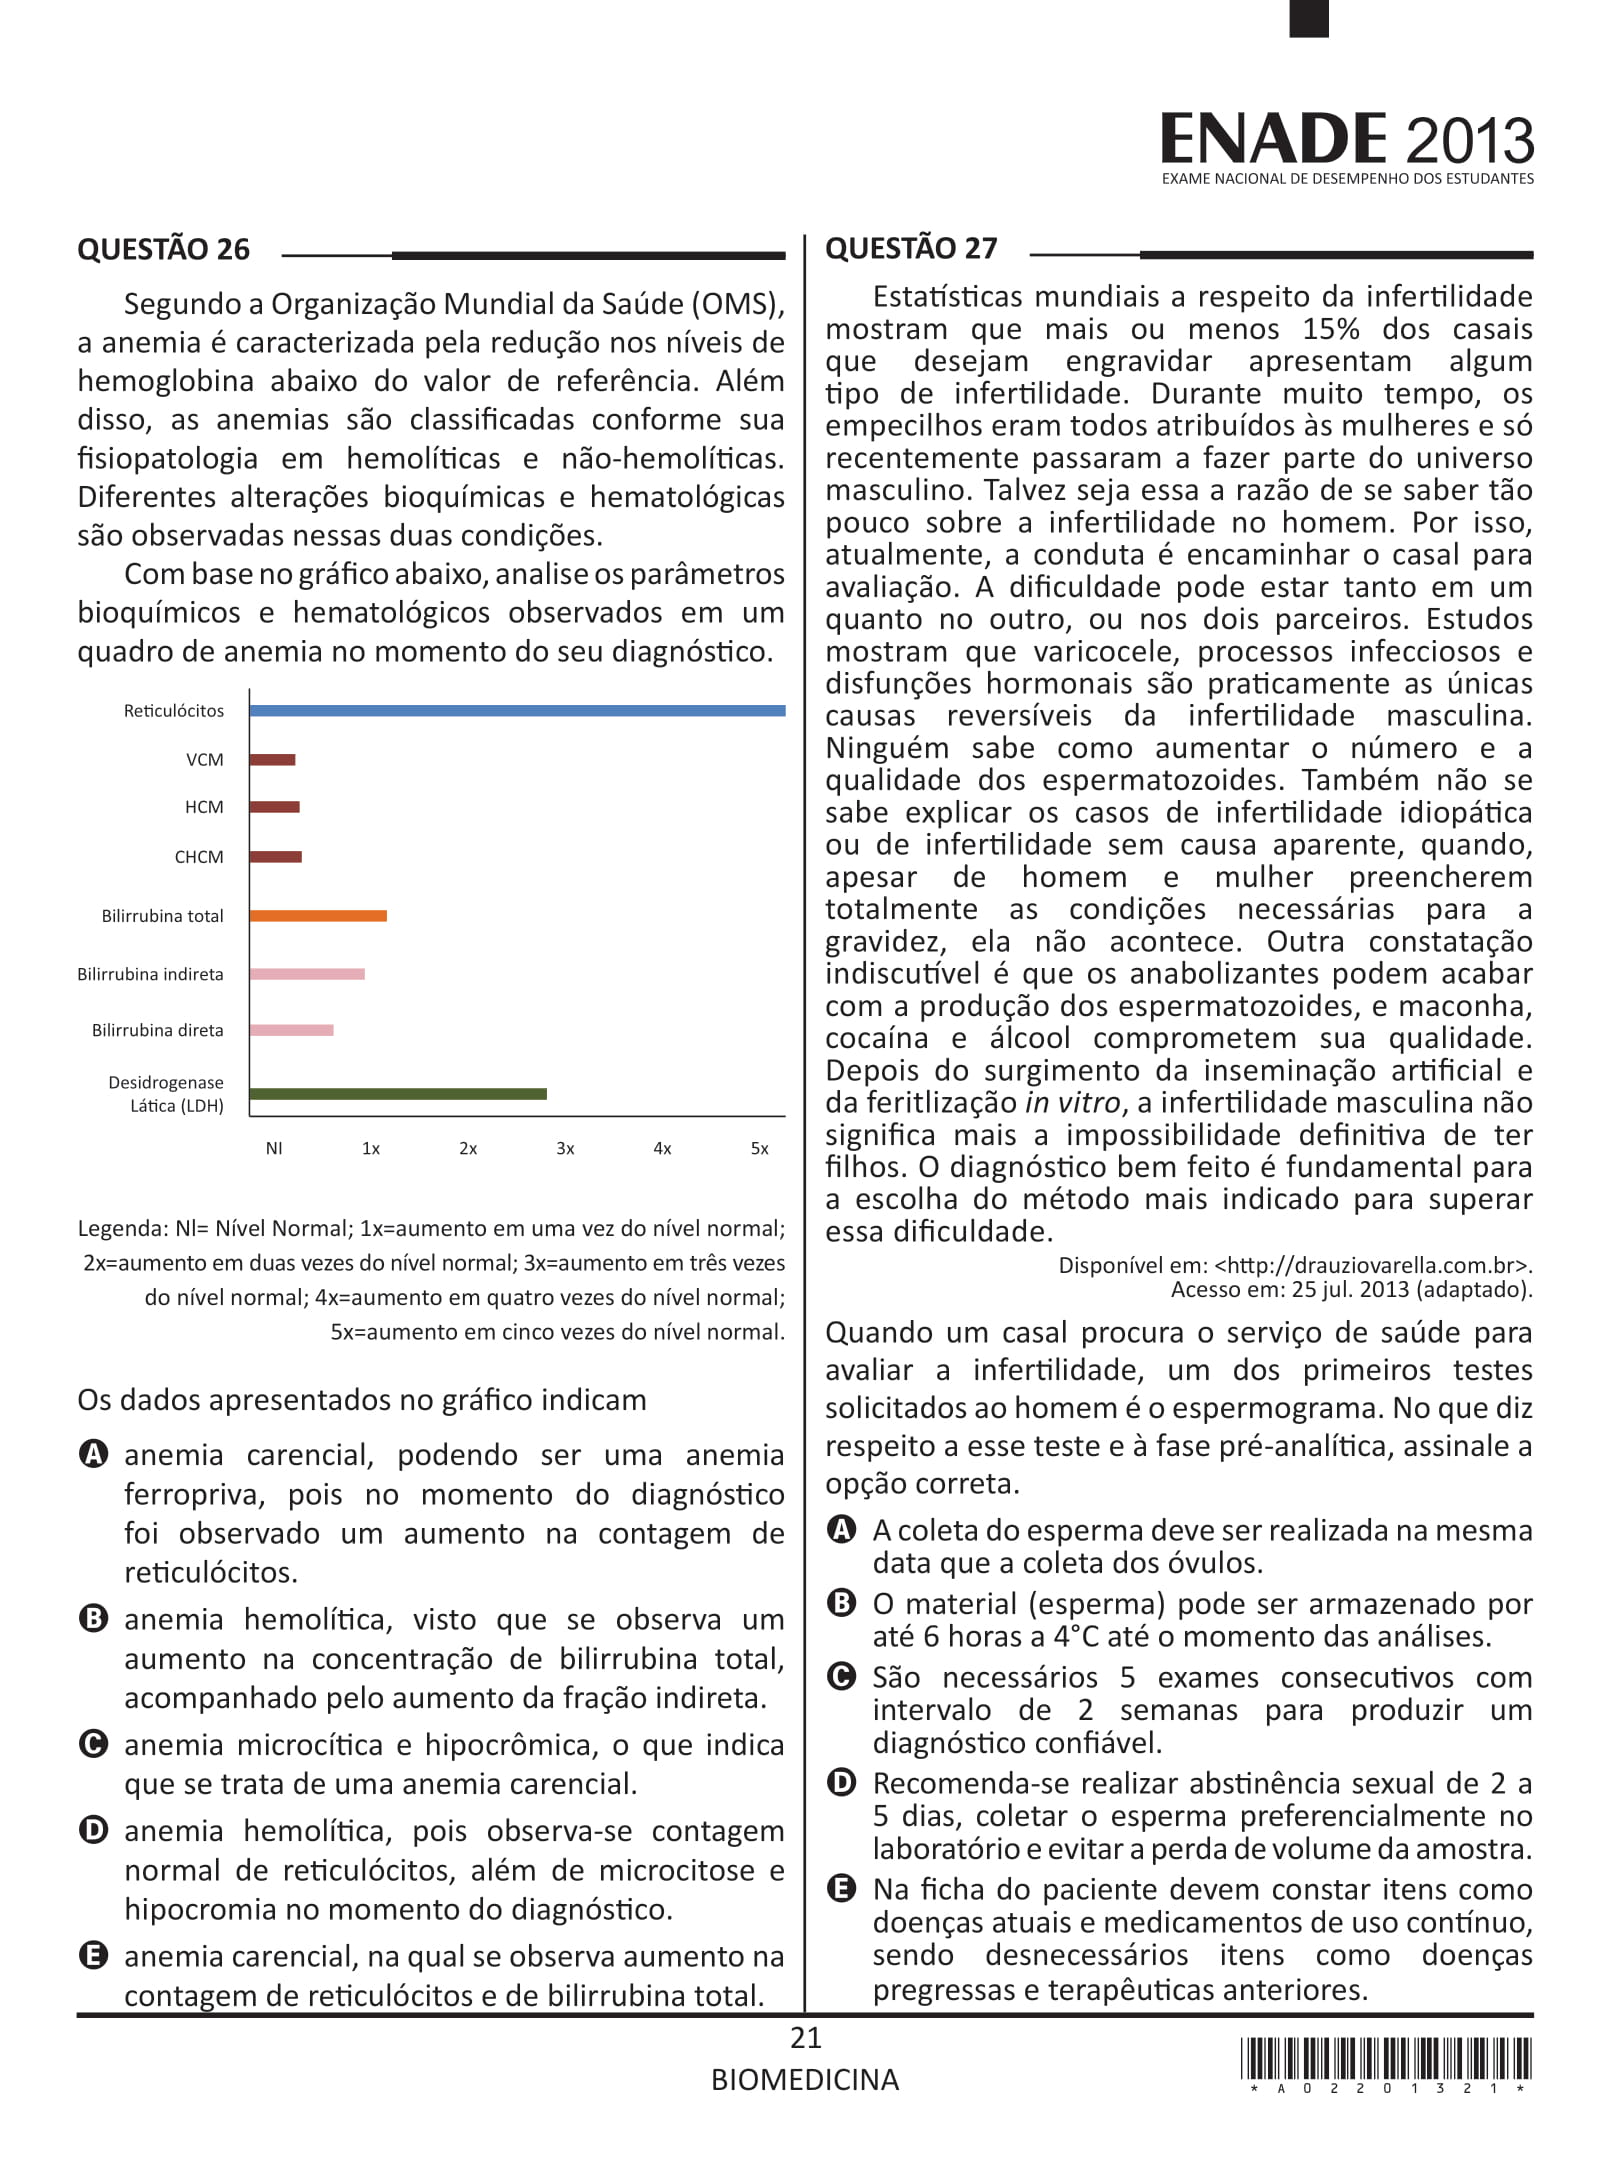 ENADE 2013
EXAME NACIONAL DE DESEMPENHO DOS ESTUDANTES
QUESTÃO 26
Segundo a Organização Mundial da Saúde (OMS),
a anemia é caracterizada pela redução nos níveis de
hemoglobina abaixo do valor de referência. Além
disso, as anemias são classificadas conforme sua
fisiopatologia em hemolíticas e não-hemolíticas.
Diferentes alterações bioquímicas e hematológicas
são observadas nessas duas condições.
Com base no gráfico abaixo, analise os parâmetros
bioquímicos e hematológicos observados em um
quadro de anemia no momento do seu diagnóstico.
Reticulócitos
VCM
HCM
CHCM
Bilirrubina total
Bilirrubina indireta
Bilirrubina direta
Desidrogenase
Lática (LDH)
Nl 1x 2x 3x 4x 5x
Legenda: Nl= Nível Normal; 1x=aumento em uma vez do nível normal;
2x=aumento em duas vezes do nível normal; 3x=aumento em três vezes
do nível normal; 4x=aumento em quatro vezes do nível normal;
5x=aumento em cinco vezes do nível normal.
Os dados apresentados no gráfico indicam
A anemia carencial, podendo ser uma anemia
ferropriva, pois no momento do diagnóstico
foi observado um aumento na contagem de
reticulócitos.
B anemia hemolítica, visto que se observa um
aumento na concentração de bilirrubina total,
acompanhado pelo aumento da fração indireta.
C anemia microcítica e hipocrômica, o que indica
que se trata de uma anemia carencial.
D anemia hemolítica, pois observa-se contagem
normal de reticulócitos, além de microcitose e
hipocromia no momento do diagnóstico.
E anemia carencial, na qual se observa aumento na
contagem de reticulócitos e de bilirrubina total.
QUESTÃO 27
Estatísticas mundiais a respeito da infertilidade
mostram que mais ou menos 15% dos casais
que desejam engravidar apresentam algum
tipo de infertilidade. Durante muito tempo, os
empecilhos eram todos atribuídos às mulheres e só
recentemente passaram a fazer parte do universo
masculino. Talvez seja essa a razão de se saber tão
pouco sobre a infertilidade no homem. Por isso,
atualmente, a conduta é encaminhar o casal para
avaliação. A dificuldade pode estar tanto em um
quanto no outro, ou nos dois parceiros. Estudos
mostram que varicocele, processos infecciosos e
disfunções hormonais são praticamente as únicas
causas reversíveis da infertilidade masculina.
Ninguém sabe como aumentar o número e a
qualidade dos espermatozoides. Também não se
sabe explicar os casos de infertilidade idiopática
ou de infertilidade sem causa aparente, quando,
apesar de homem e mulher preencherem
totalmente as condições necessárias para a
gravidez, ela não acontece. Outra constatação
indiscutível é que os anabolizantes podem acabar
com a produção dos espermatozoides, e maconha,
cocaína e álcool comprometem sua qualidade.
Depois do surgimento da inseminação artificial e
da feritlização in vitro, a infertilidade masculina não
significa mais a impossibilidade definitiva de ter
filhos. O diagnóstico bem feito é fundamental para
a escolha do método mais indicado para superar
essa dificuldade.
Disponível em: <http://drauziovarella.com.br>.
Acesso em: 25 jul. 2013 (adaptado).
Quando um casal procura o serviço de saúde para
avaliar a infertilidade, um dos primeiros testes
solicitados ao homem é o espermograma. No que diz
respeito a esse teste e à fase pré-analítica, assinale a
opção correta.
A A coleta do esperma deve ser realizada na mesma
data que a coleta dos óvulos.
B O material (esperma) pode ser armazenado por
até 6 horas a 4°C até o momento das análises.
C São necessários 5 exames consecutivos com
intervalo de 2 semanas para produzir um
diagnóstico confiável.
D Recomenda-se realizar abstinência sexual de 2 a
5 dias, coletar o esperma preferencialmente no
laboratório e evitar a perda de volume da amostra.
E Na ficha do paciente devem constar itens como
doenças atuais e medicamentos de uso contínuo,
sendo desnecessários itens como doenças
pregressas e terapêuticas anteriores.
21
BIOMEDICINA
* A 0 2 2 0 1 3 2 1 *